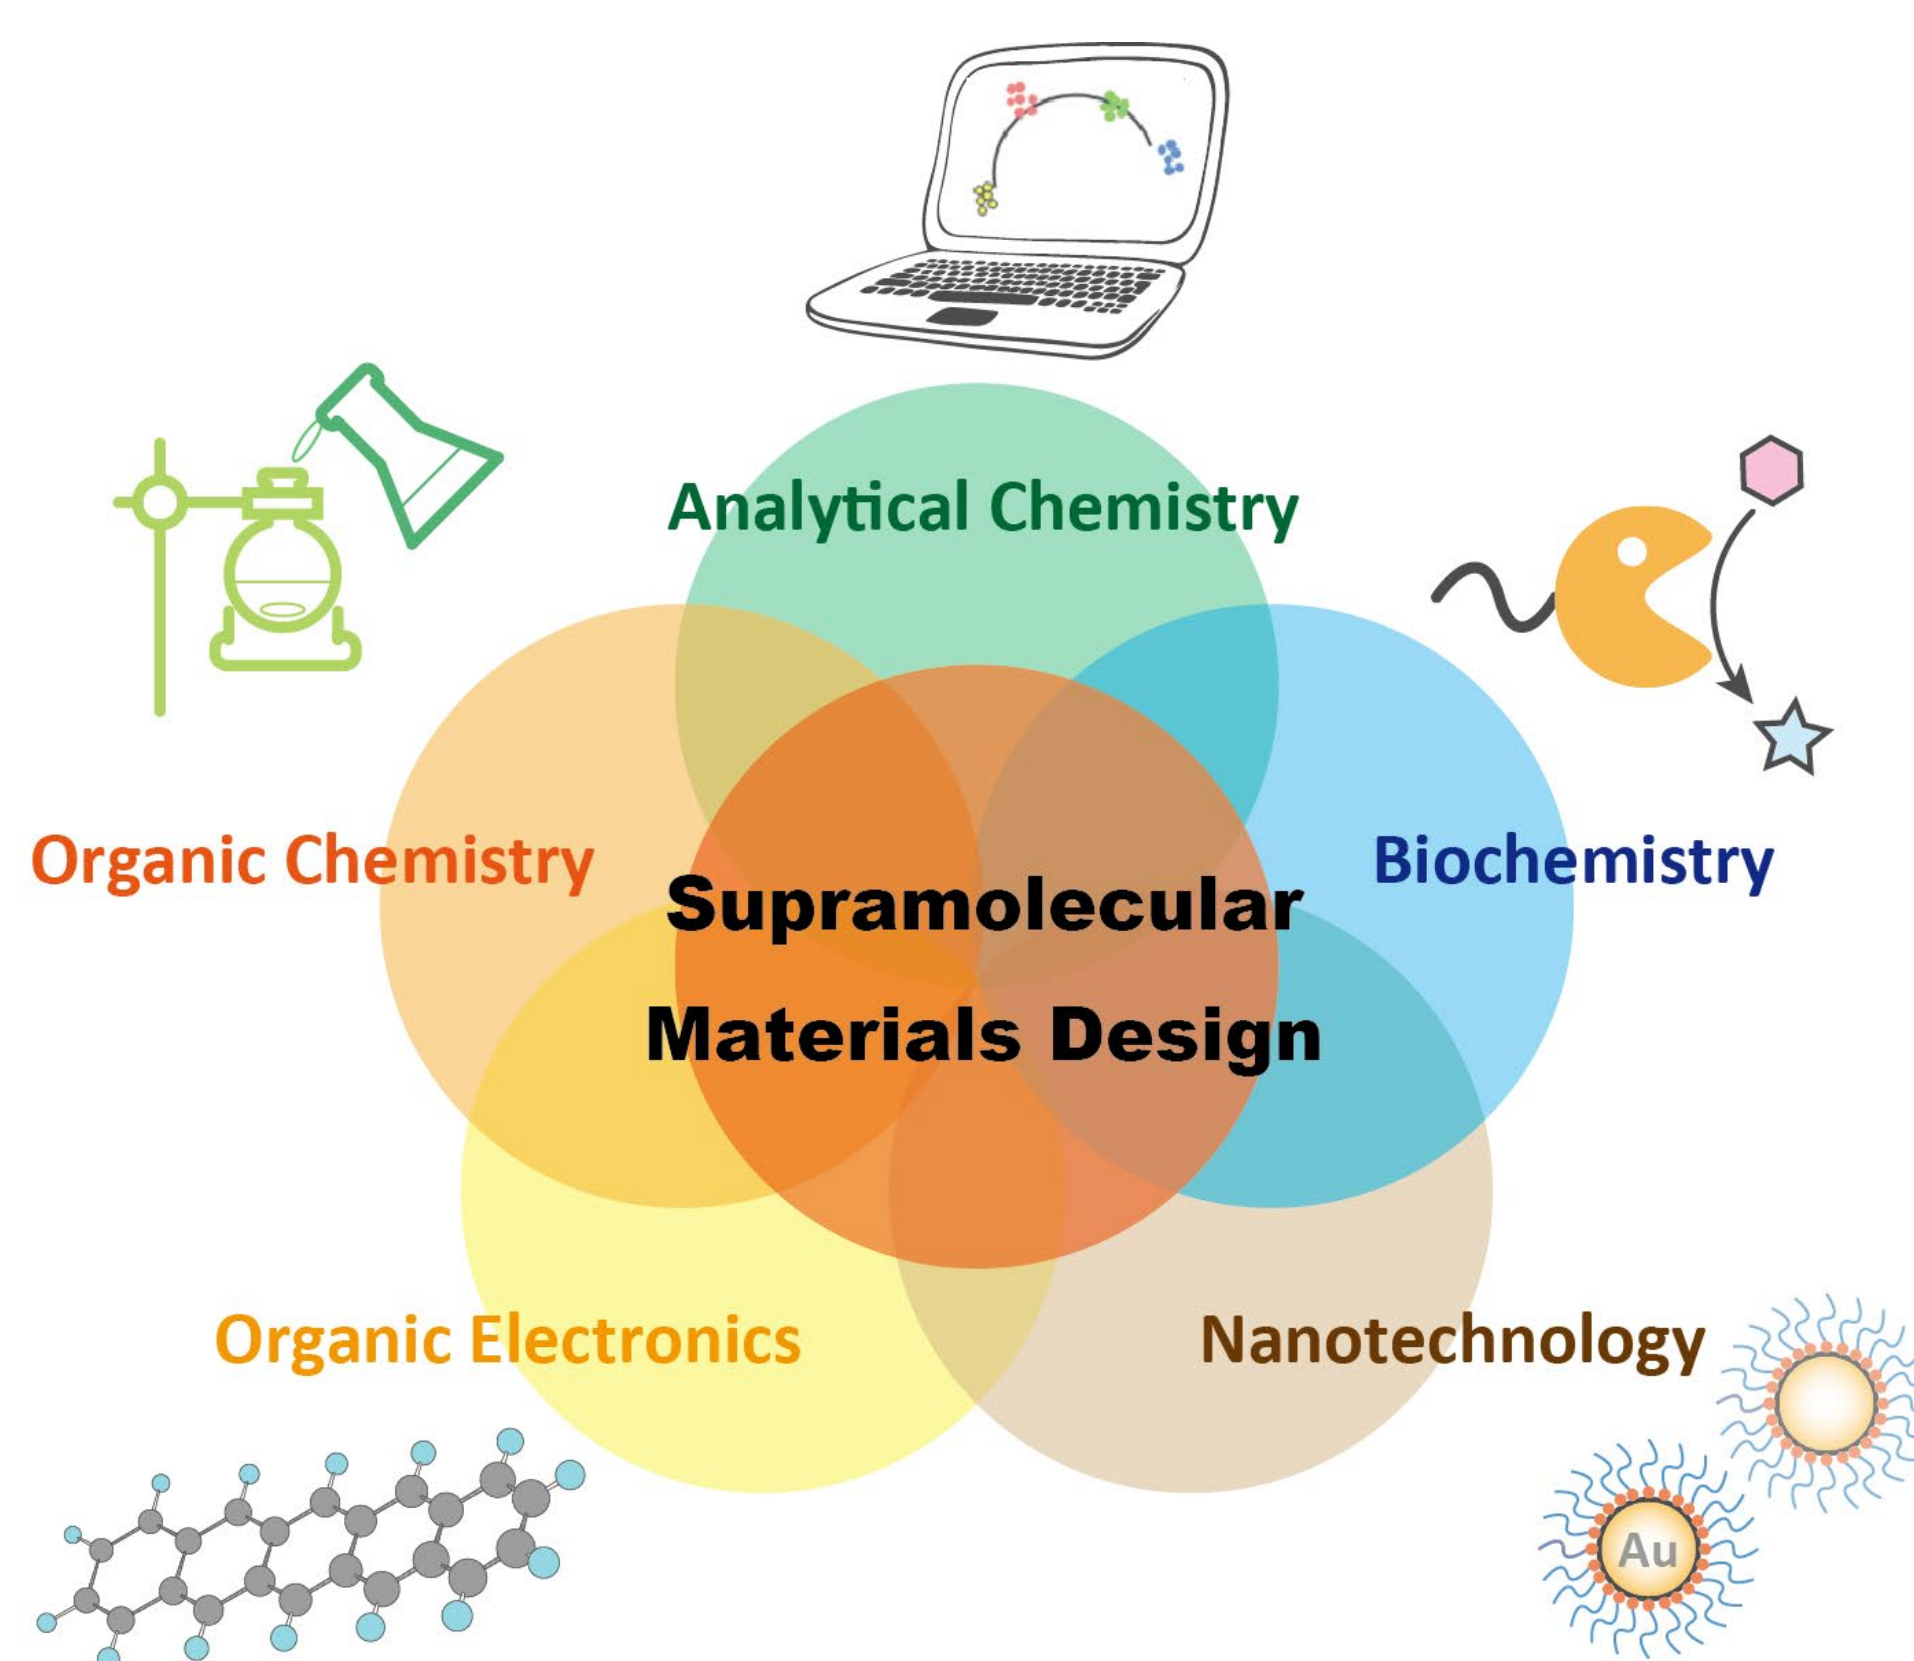 Analytical Chemistry
Organic Chemistry
Biochemistry
Supramolecular
Materials Design
Organic Electronics
Nanotechnology
Au